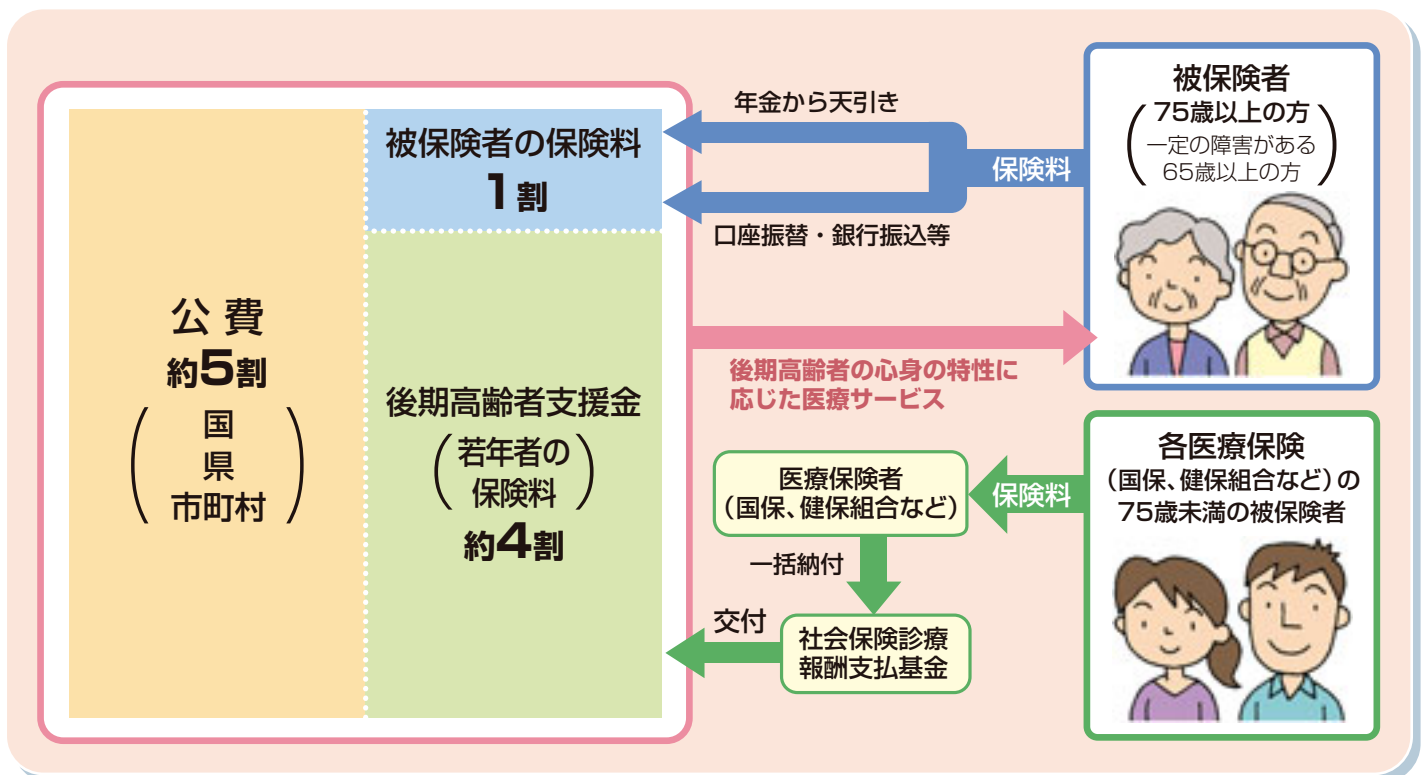 公費
約5割
国
県
市町村
被保険者の保険料
1割
後期高齢者支援金
(若年者の
保険料)
約4割
年金から天引き
保険料
口座振替・銀行振込等
被保険者
75歳以上の方
一定の障害がある
65歳以上の方
後期高齢者の心身の特性に
応じた医療サービス
各医療保険
(国保、健保組合など)の
75歳未満の被保険者
保険料
医療保険者
(国保、健保組合など)
一括納付
社会保険診療
報酬支払基金
交付